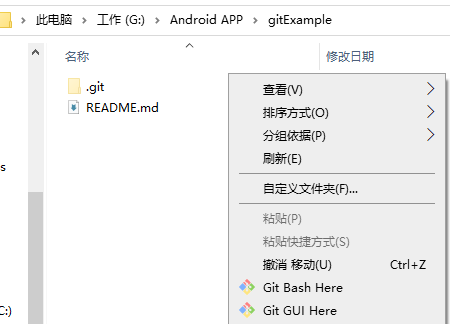 此电脑 > 工作 (G:) > Android APP > gitExample
名称 修改日期
.git
README.md
查看(V)
排序方式(O)
分组依据(P)
刷新(E)
自定义文件夹(F)...
粘贴(P)
粘贴快捷方式(S)
撤消 移动(U) Ctrl+Z
Git Bash Here
Git GUI Here
s
C:)